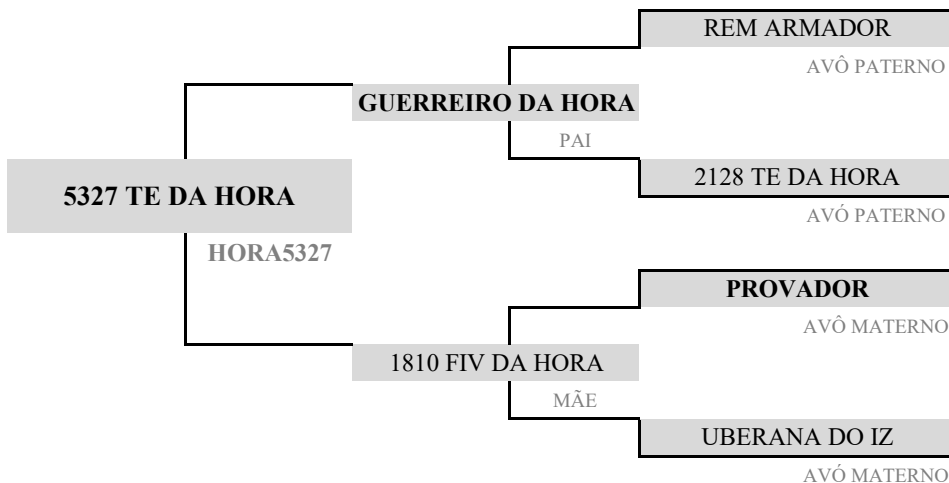 REM ARMADOR
AVÔ PATERNO
GUERREIRO DA HORA
PAI
2128 TE DA HORA
AVÓ PATERNO
5327 TE DA HORA
HORA5327
PROVADOR
AVÔ MATERNO
1810 FIV DA HORA
MÃE
UBERANA DO IZ
AVÓ MATERNO